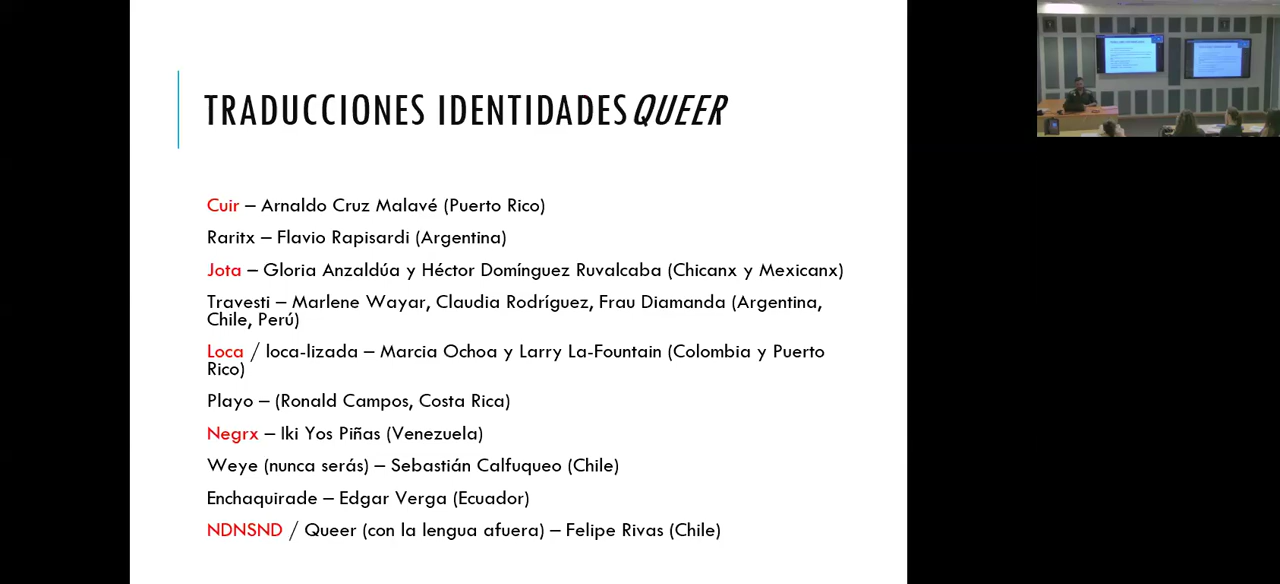 TRADUCCIONES IDENTIDADES QUEER
Cuir – Arnaldo Cruz Malavé (Puerto Rico)
Raritx – Flavio Rapisardi (Argentina)
Jota – Gloria Anzaldúa y Héctor Domínguez Ruvalcaba (Chicanx y Mexicanx)
Travesti – Marlene Wayar, Claudia Rodríguez, Frau Diamanda (Argentina,
Chile, Perú)
Loca / loca-lizada – Marcia Ochoa y Larry La-Fountain (Colombia y Puerto
Rico)
Playo – (Ronald Campos, Costa Rica)
Negrx – Iki Yos Piñas (Venezuela)
Weye (nunca serás) – Sebastián Calfuqueo (Chile)
Enchaquirade – Edgar Verga (Ecuador)
NDNSND / Queer (con la lengua afuera) – Felipe Rivas (Chile)